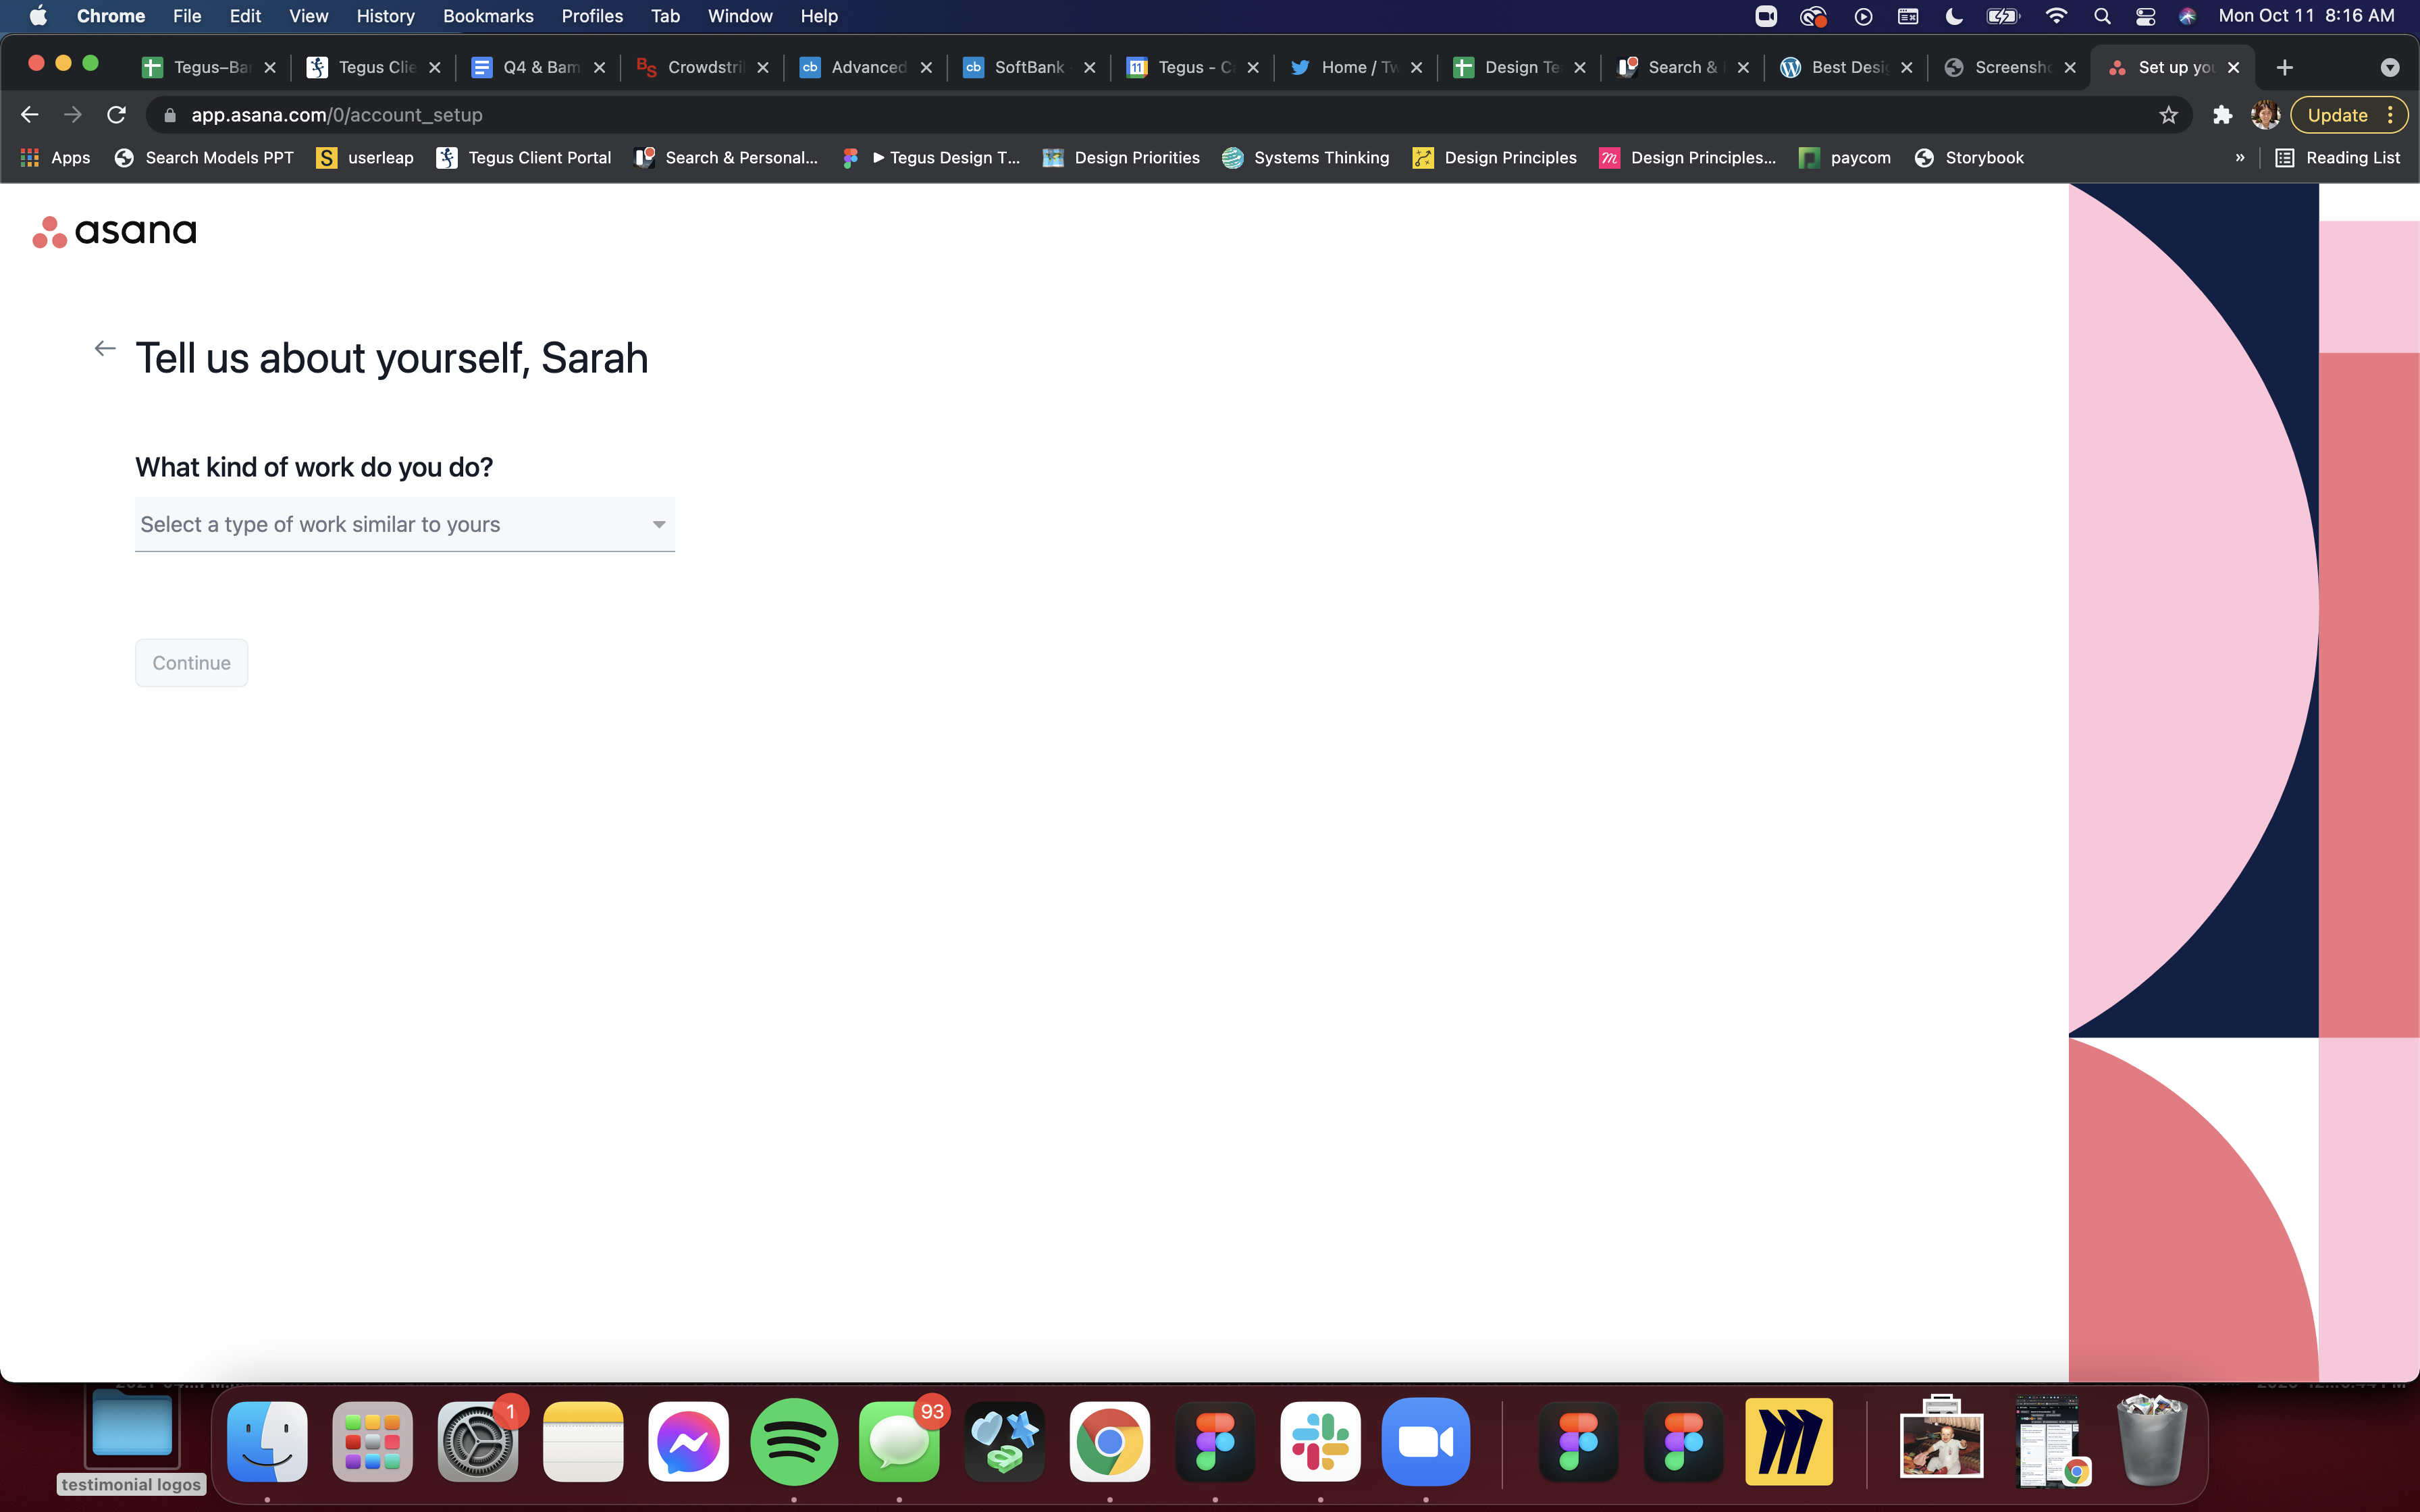 Chrome File Edit View History Bookmarks Profiles Tab Window Help Mon Oct 11 8:16 AM
Tegus–Ba Tegus Clie Q4 & Bam BS Crowdstri cb Advanced cb SoftBank 11 Tegus - C Home / Tw Design Te Search & Best Desi Screensho Set up you
app.asana.com/0/account_setup Update
Apps Search Models PPT S userleap Tegus Client Portal Search & Personal... Tegus Design T... Design Priorities Systems Thinking Design Principles m Design Principles... paycom Storybook » Reading List
asana
Tell us about yourself, Sarah
What kind of work do you do?
Select a type of work similar to yours
Continue
1 93
testimonial logos